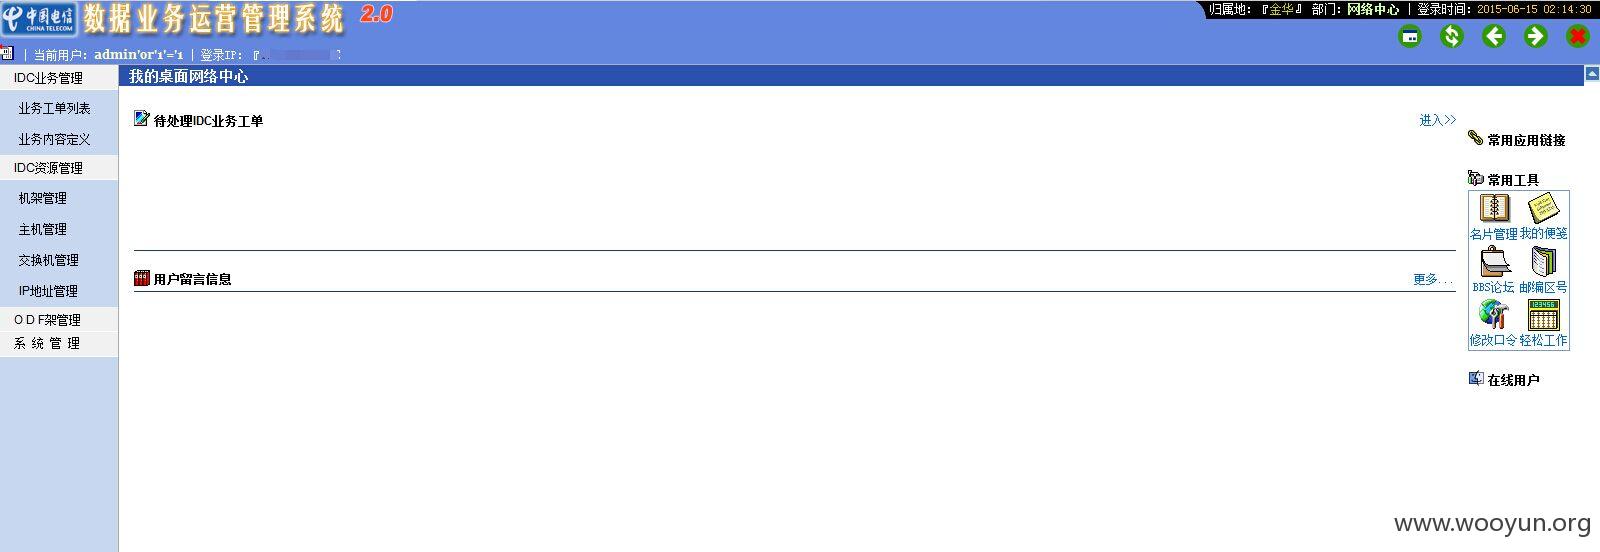 中国电信
CHINA TELECOM
数据业务运营管理系统 2.0
归属地：『金华』 部门：网络中心 | 登录时间：2015-06-15 02:14:30
| 当前用户：admin'or'1'='1 | 登录IP：『
IDC业务管理
业务工单列表
业务内容定义
IDC资源管理
机架管理
主机管理
交换机管理
IP地址管理
O D F架管理
系 统 管 理
我的桌面网络中心
待处理IDC业务工单
进入>>
用户留言信息
更多...
常用应用链接
常用工具
名片管理 我的便笺
BBS论坛 邮编区号
123456
修改口令 轻松工作
在线用户
www.wooyun.org